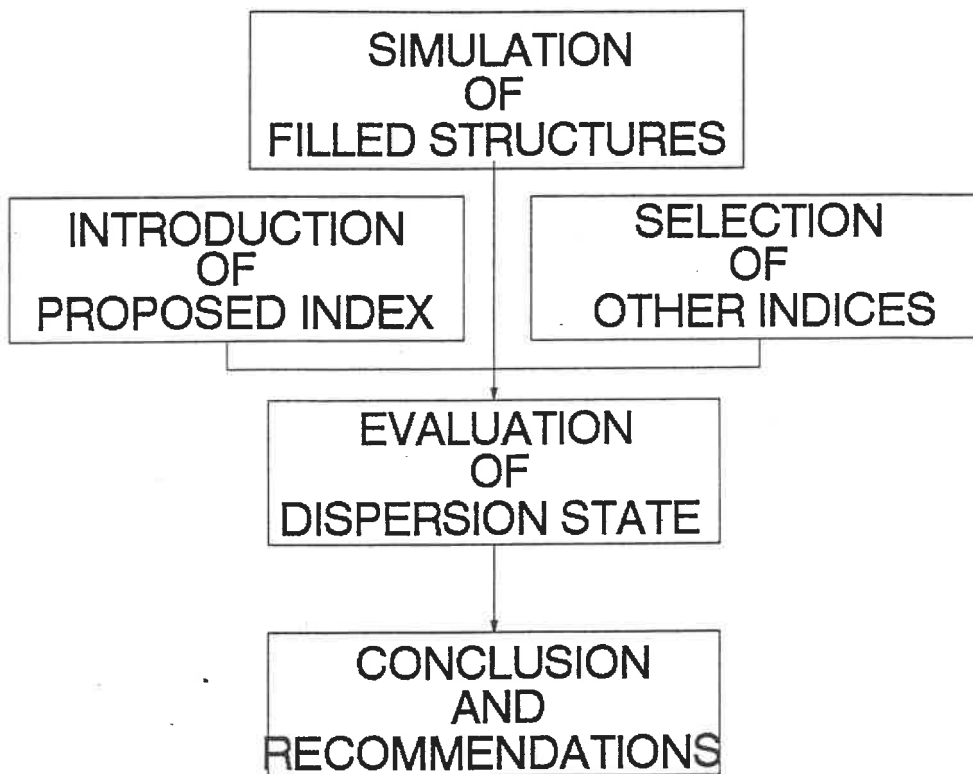 SIMULATION
OF
FILLED STRUCTURES
INTRODUCTION
OF
PROPOSED INDEX
SELECTION
OF
OTHER INDICES
EVALUATION
OF
DISPERSION STATE
CONCLUSION
AND
RECOMMENDATIONS